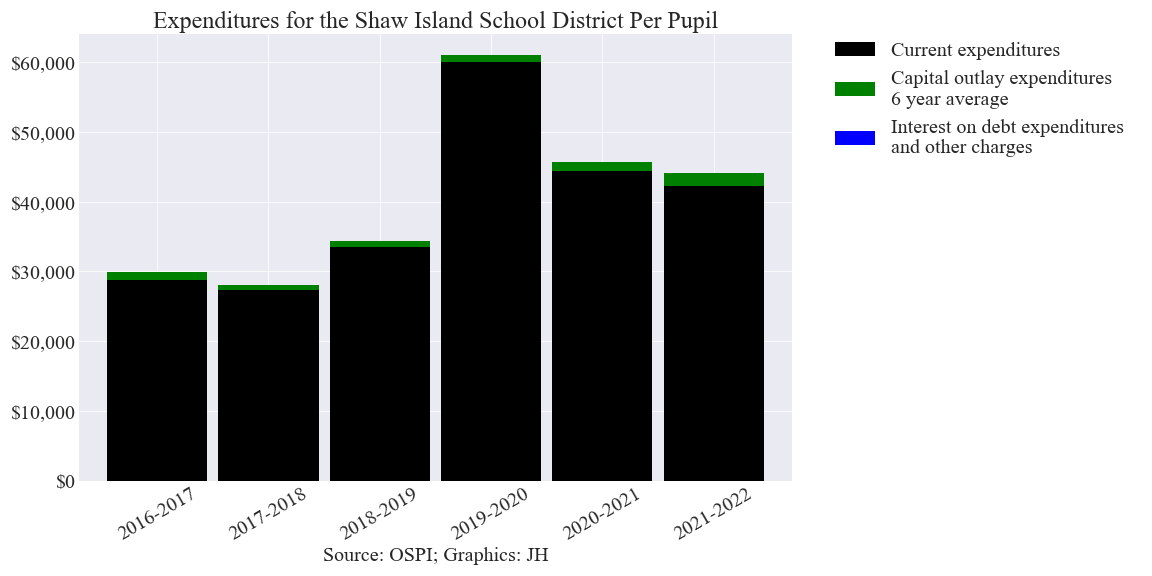 Expenditures for the Shaw Island School District Per Pupil
$60,000
$50,000
$40,000
$30,000
$20,000
$10,000
$0
2016-2017
2017-2018
2018-2019
2019-2020
2020-2021
2021-2022
Source: OSPI; Graphics: JH
Current expenditures
Capital outlay expenditures
6 year average
Interest on debt expenditures
and other charges